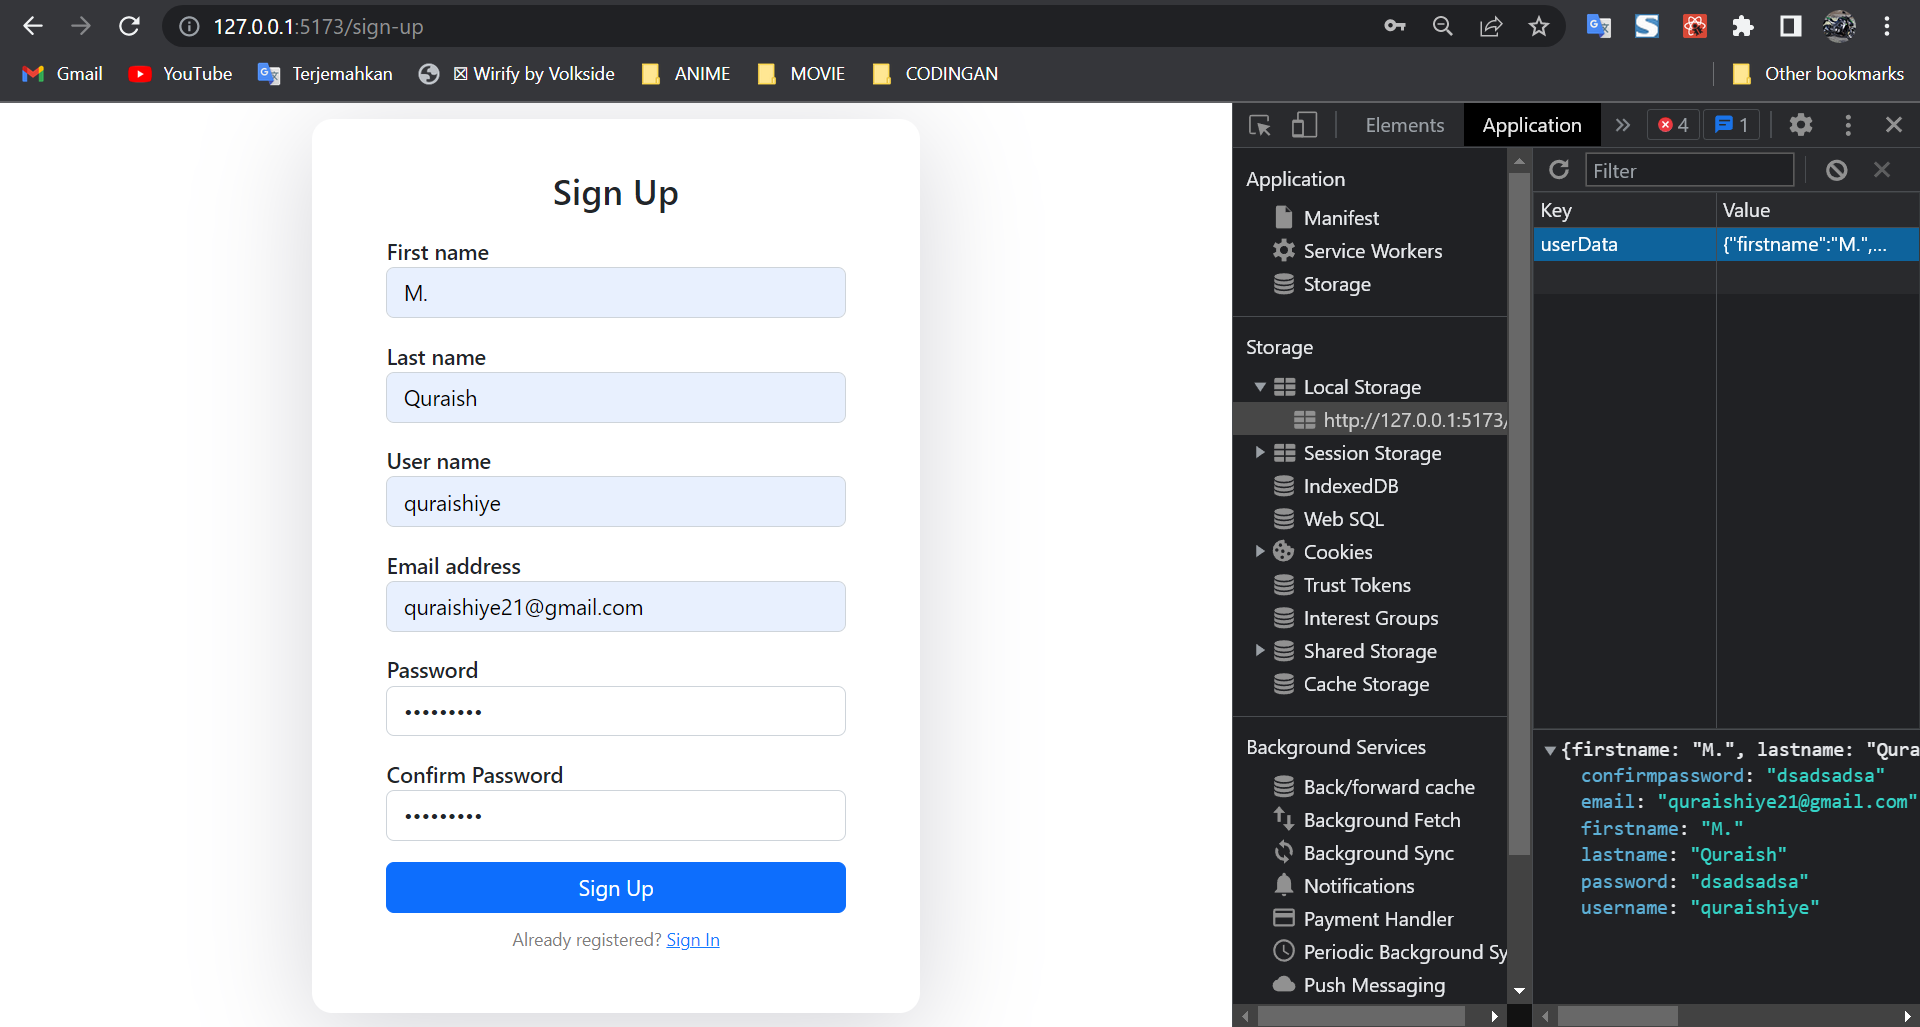 127.0.0.1:5173/sign-up
Gmail
YouTube
Terjemahkan
☒ Wirify by Volkside
ANIME
MOVIE
CODINGAN
Other bookmarks
Sign Up
First name
M.
Last name
Quraish
User name
quraishiye
Email address
quraishiye21@gmail.com
Password
•••••••••
Confirm Password
•••••••••
Sign Up
Already registered? Sign In
Elements
Application
4
1
Application
Manifest
Service Workers
Storage
Storage
Local Storage
http://127.0.0.1:5173/
Session Storage
IndexedDB
Web SQL
Cookies
Trust Tokens
Interest Groups
Shared Storage
Cache Storage
Background Services
Back/forward cache
Background Fetch
Background Sync
Notifications
Payment Handler
Periodic Background Sy
Push Messaging
Filter
Key Value
userData {"firstname":"M.",...
{firstname: "M.", lastname: "Qura
confirmpassword: "dsadsadsa"
email: "quraishiye21@gmail.com"
firstname: "M."
lastname: "Quraish"
password: "dsadsadsa"
username: "quraishiye"